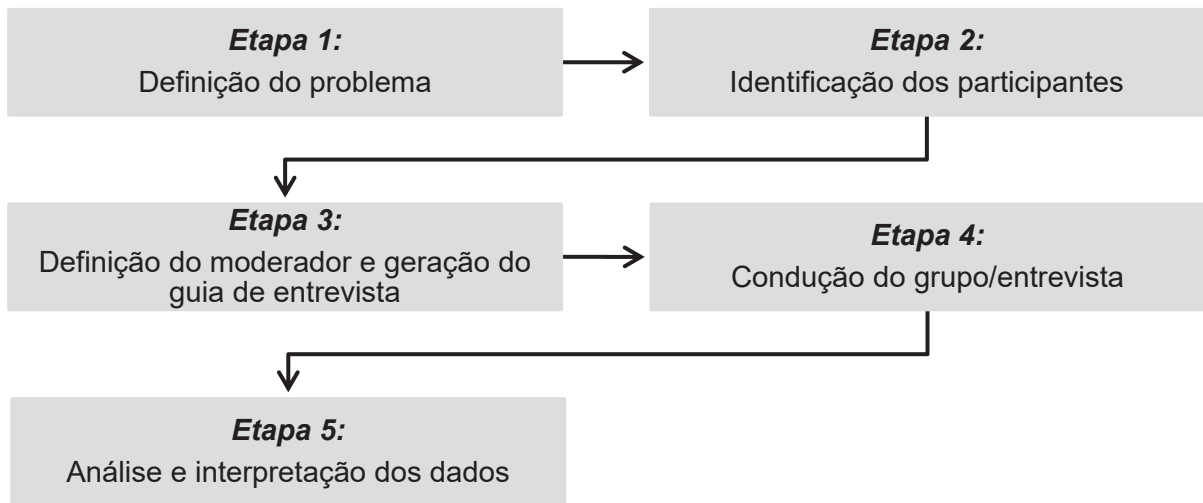 Etapa 1:
Definição do problema
Etapa 2:
Identificação dos participantes
Etapa 3:
Definição do moderador e geração do
guia de entrevista
Etapa 4:
Condução do grupo/entrevista
Etapa 5:
Análise e interpretação dos dados